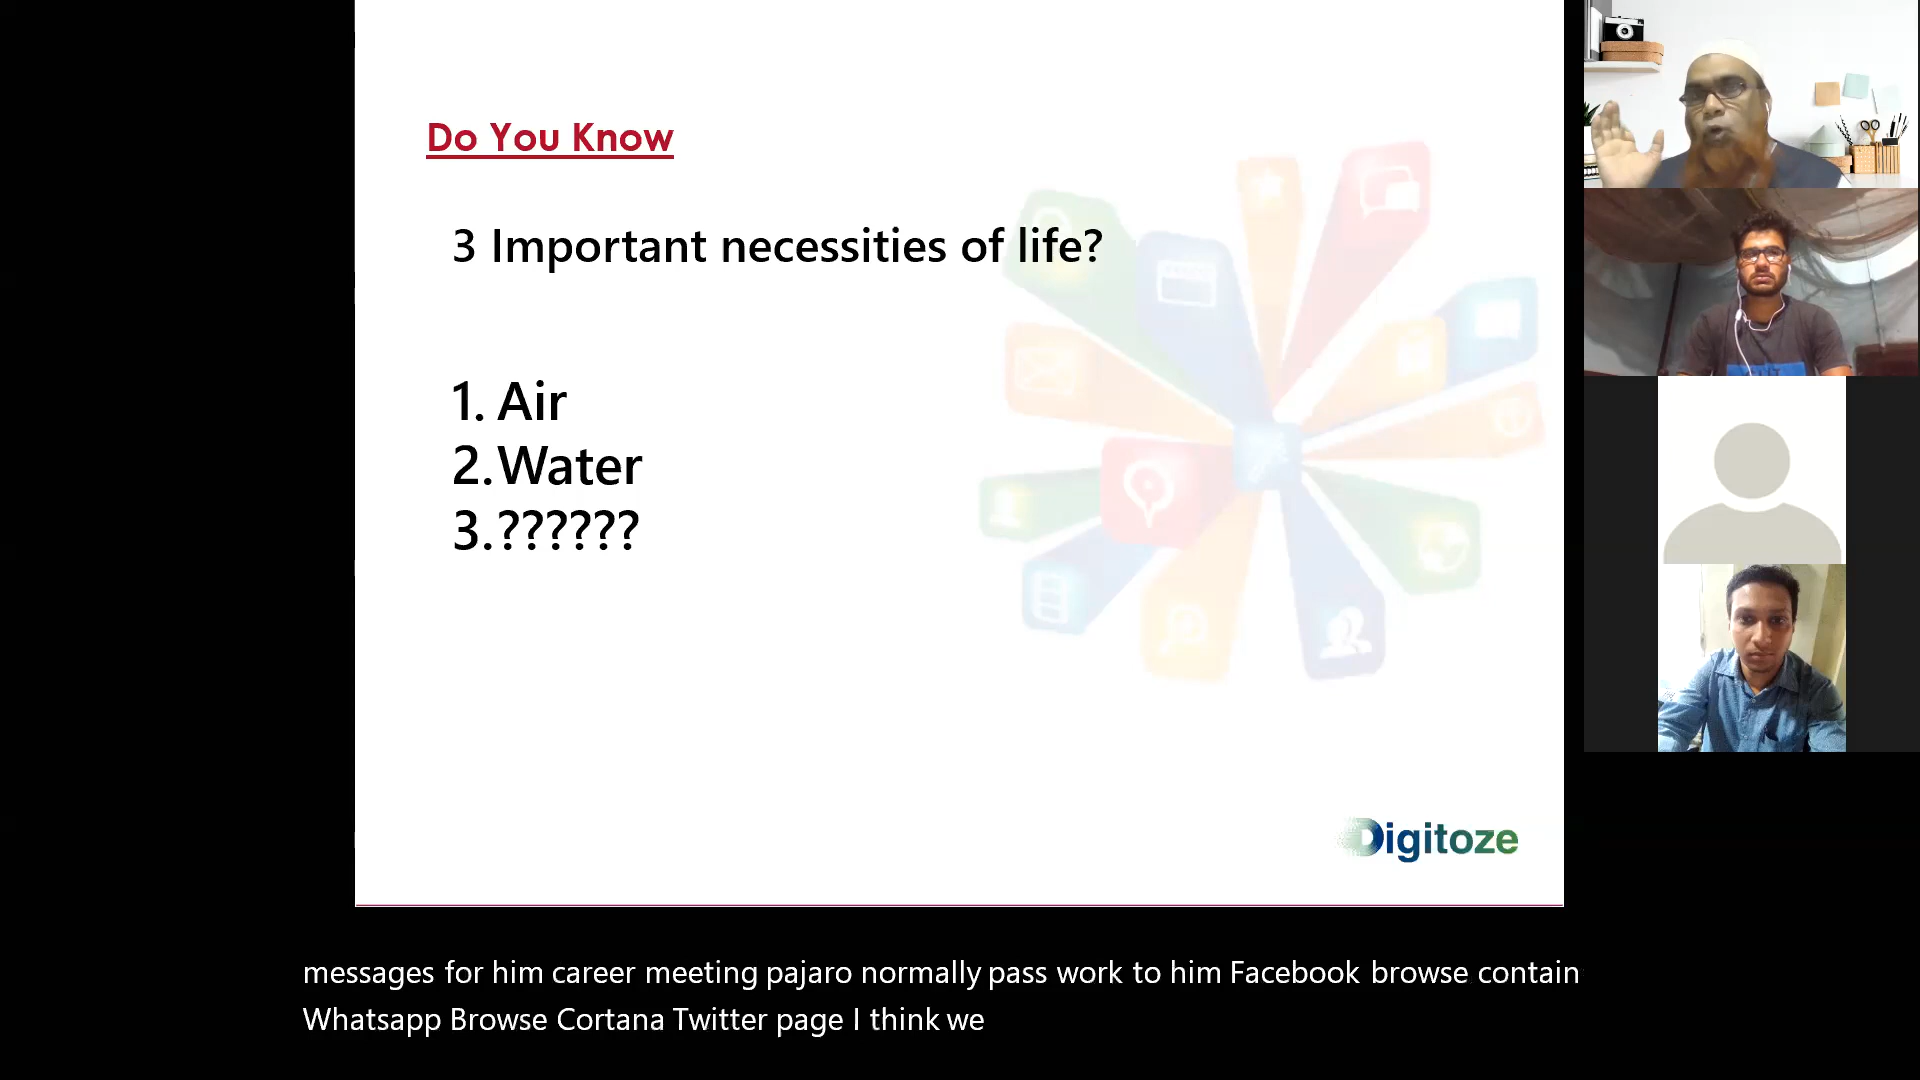 Do You Know
3 Important necessities of life?
1. Air
2. Water
3. ??????
Digitoze
messages for him career meeting pajaro normally pass work to him Facebook browse contain
Whatsapp Browse Cortana Twitter page I think we